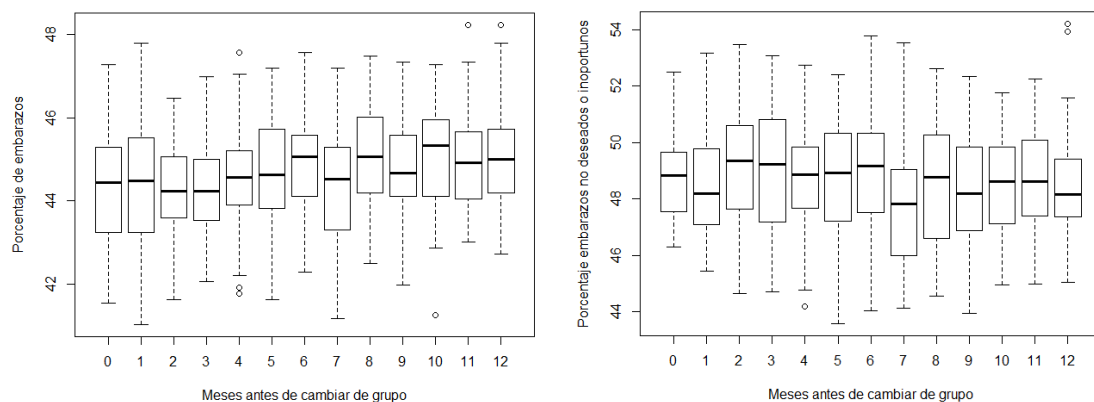 Porcentaje de embarazos
48
46
44
42
0 1 2 3 4 5 6 7 8 9 10 11 12
Meses antes de cambiar de grupo
Porcentaje embarazos no deseados o inoportunos
54
52
50
48
46
44
0 1 2 3 4 5 6 7 8 9 10 11 12
Meses antes de cambiar de grupo